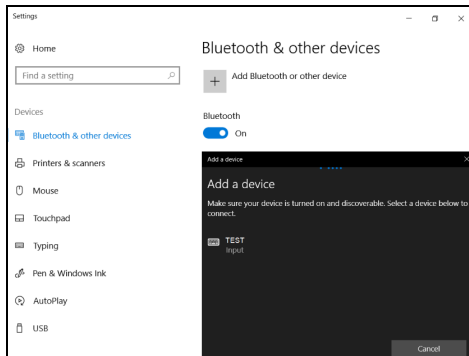 Settings
Home
Find a setting
Devices
Bluetooth & other devices
Printers & scanners
Mouse
Touchpad
Typing
Pen & Windows Ink
AutoPlay
USB
Bluetooth & other devices
Add Bluetooth or other device
Bluetooth
On
Add a device
Add a device
Make sure your device is turned on and discoverable. Select a device below to
connect.
TEST
Input
Cancel